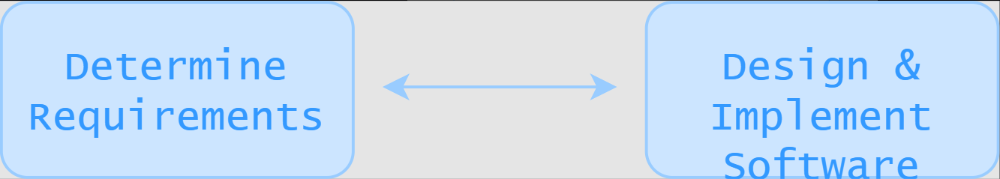 Determine
Requirements
Design &
Implement
Software